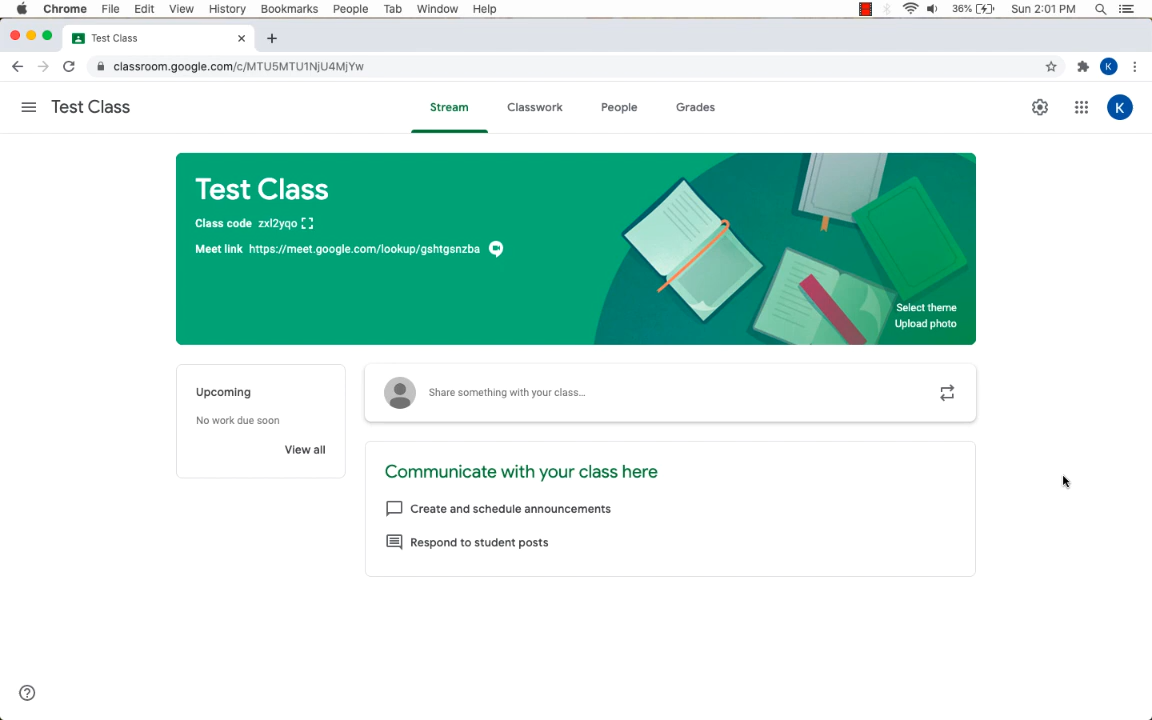 Chrome File Edit View History Bookmarks People Tab Window Help 36% Sun 2:01 PM
Test Class
classroom.google.com/c/MTU5MTU1NjU4MjYw K
Test Class Stream Classwork People Grades K
Test Class
Class code zxl2yqo
Meet link https://meet.google.com/lookup/gshtgsnzba
Select theme
Upload photo
Upcoming
No work due soon
View all
Share something with your class…
Communicate with your class here
Create and schedule announcements
Respond to student posts